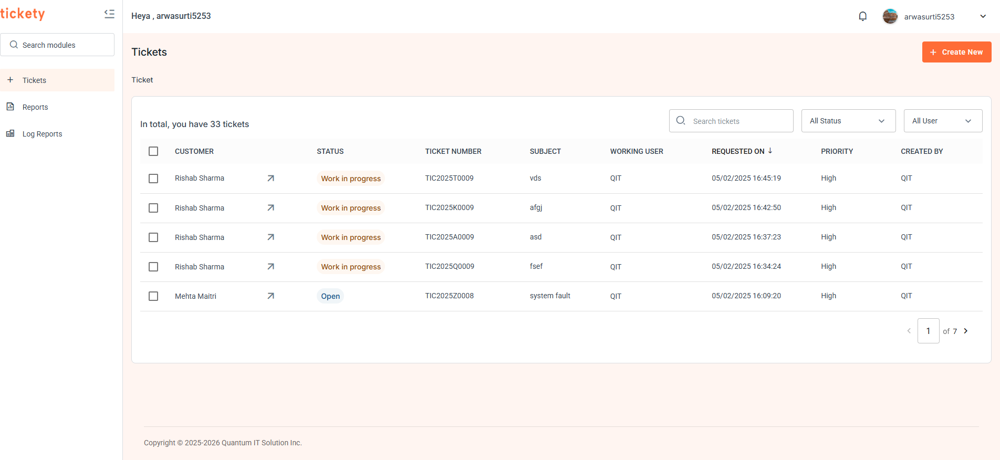 tickety
Heya , arwasurti5253
arwasurti5253
Search modules
Tickets
Reports
Log Reports
Tickets
Create New
Ticket
In total, you have 33 tickets
Search tickets
All Status
All User
CUSTOMER STATUS TICKET NUMBER SUBJECT WORKING USER REQUESTED ON PRIORITY CREATED BY
Rishab Sharma Work in progress TIC2025T0009 vds QIT 05/02/2025 16:45:19 High QIT
Rishab Sharma Work in progress TIC2025K0009 afgj QIT 05/02/2025 16:42:50 High QIT
Rishab Sharma Work in progress TIC2025A0009 asd QIT 05/02/2025 16:37:23 High QIT
Rishab Sharma Work in progress TIC2025Q0009 fsef QIT 05/02/2025 16:34:24 High QIT
Mehta Maitri Open TIC2025Z0008 system fault QIT 05/02/2025 16:09:20 High QIT
1 of 7
Copyright © 2025-2026 Quantum IT Solution Inc.